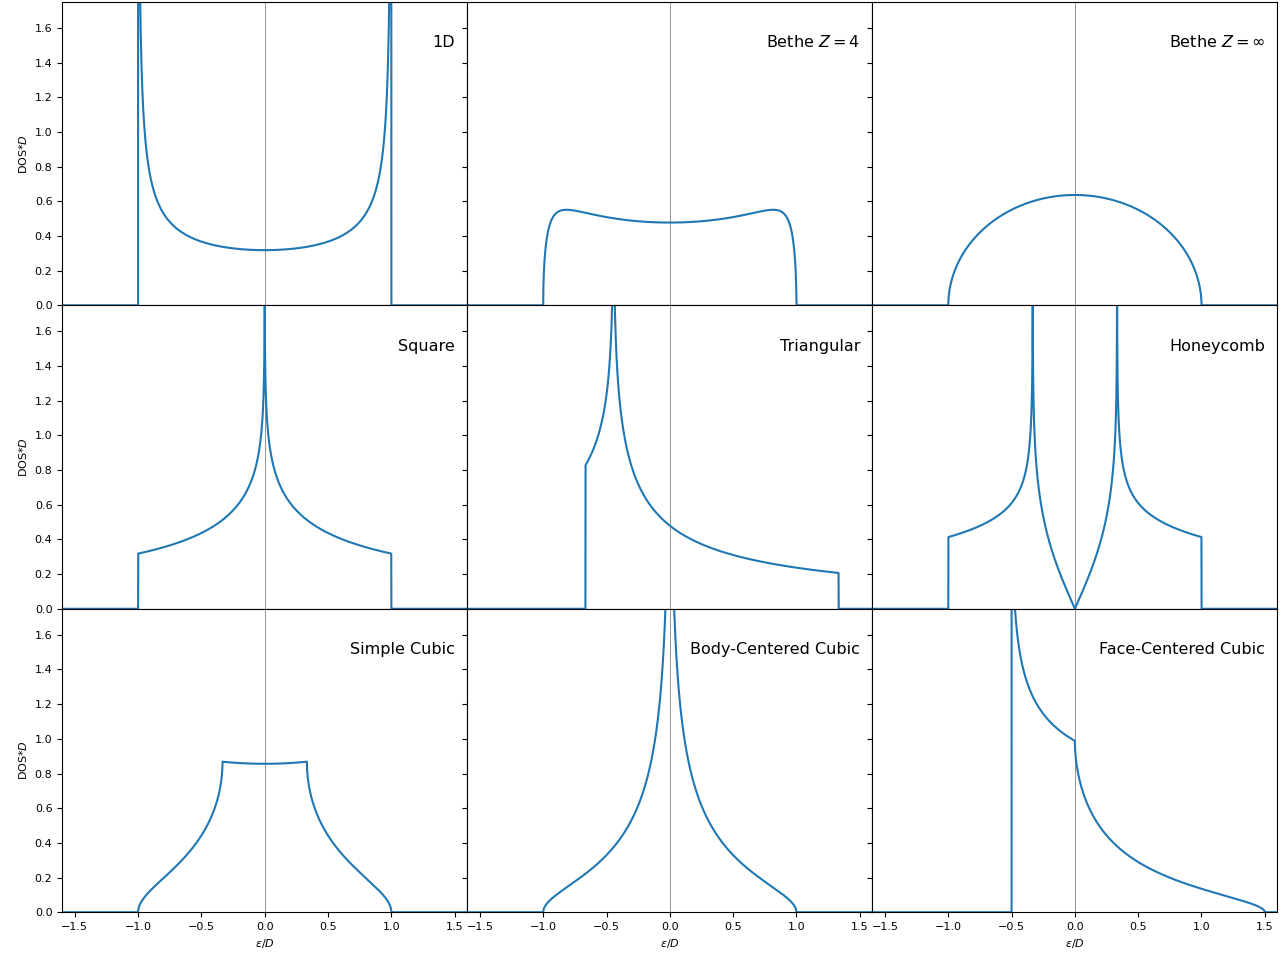 1D
Bethe Z = 4
Bethe Z = ∞
DOS*D
1.6
1.4
1.2
1.0
0.8
0.6
0.4
0.2
0.0
Square
Triangular
Honeycomb
DOS*D
1.6
1.4
1.2
1.0
0.8
0.6
0.4
0.2
0.0
Simple Cubic
Body-Centered Cubic
Face-Centered Cubic
DOS*D
1.6
1.4
1.2
1.0
0.8
0.6
0.4
0.2
0.0
−1.5 −1.0 −0.5 0.0 0.5 1.0 1.5
−1.5 −1.0 −0.5 0.0 0.5 1.0 1.5
−1.5 −1.0 −0.5 0.0 0.5 1.0 1.5
ε/D
ε/D
ε/D